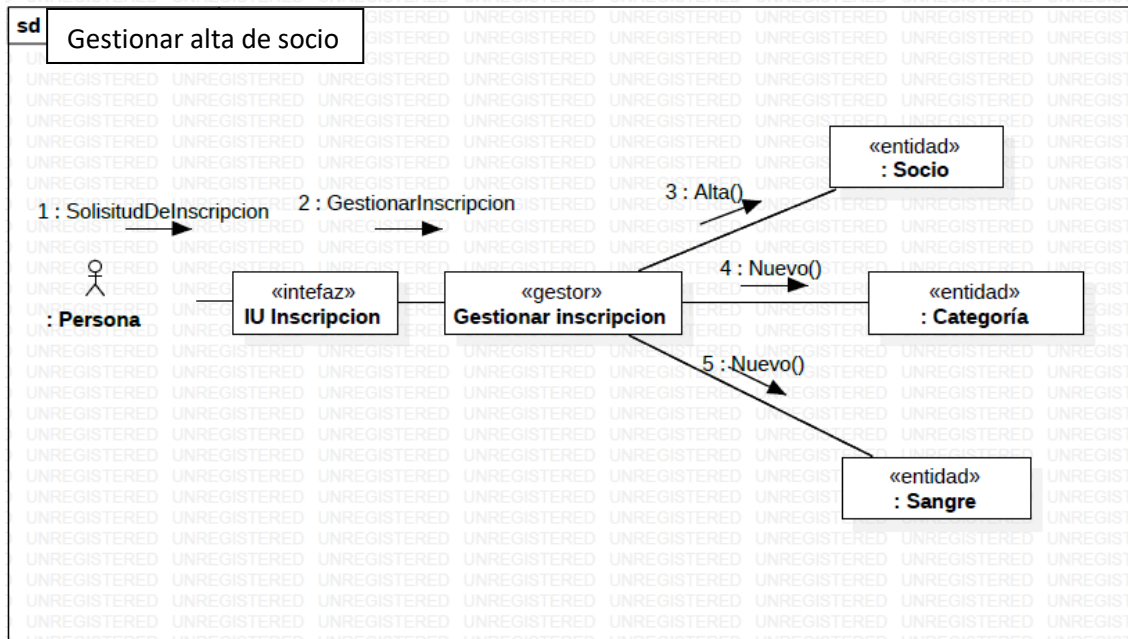 sd
Gestionar alta de socio
«entidad»
: Socio
3 : Alta()
1 : SolisitudDeInscripcion
2 : GestionarInscripcion
4 : Nuevo()
: Persona
«intefaz»
IU Inscripcion
«gestor»
Gestionar inscripcion
«entidad»
: Categoría
5 : Nuevo()
«entidad»
: Sangre
UNREGISTERED